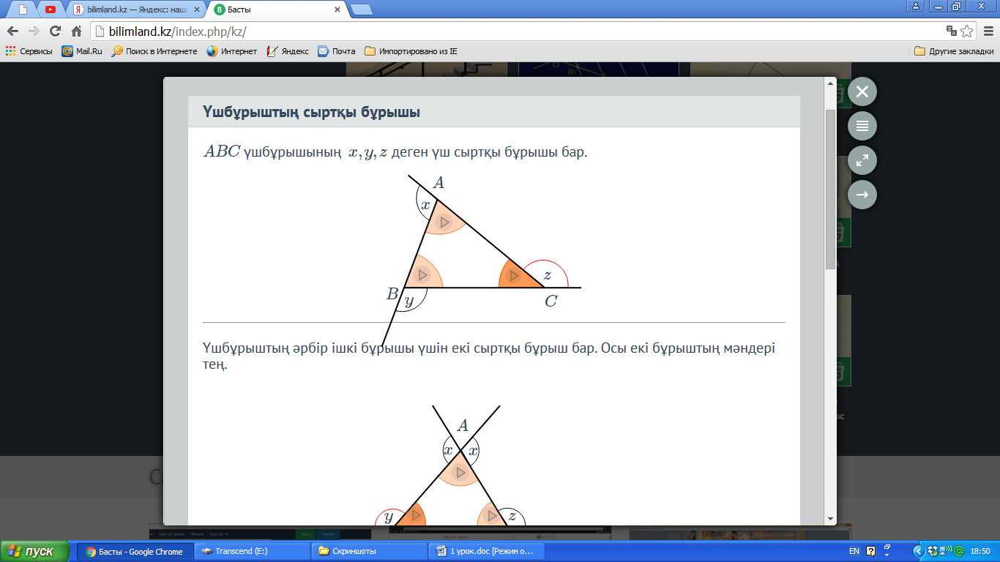 bilimland.kz — Яндекс: наш
Басты
bilimland.kz/index.php/kz/
Сервисы
Mail.Ru
Поиск в Интернете
Интернет
Яндекс
Почта
Импортировано из IE
Другие закладки
Үшбұрыштың сыртқы бұрышы
ABC үшбұрышының x, y, z деген үш сыртқы бұрышы бар.
A
x
z
B
y
C
Үшбұрыштың әрбір ішкі бұрышы үшін екі сыртқы бұрыш бар. Осы екі бұрыштың мәндері
тең.
A
x
x
y
z
пуск
Басты - Google Chrome
Transcend (E:)
Скриншоты
1 урок.doc [Режим о...
EN
18:50